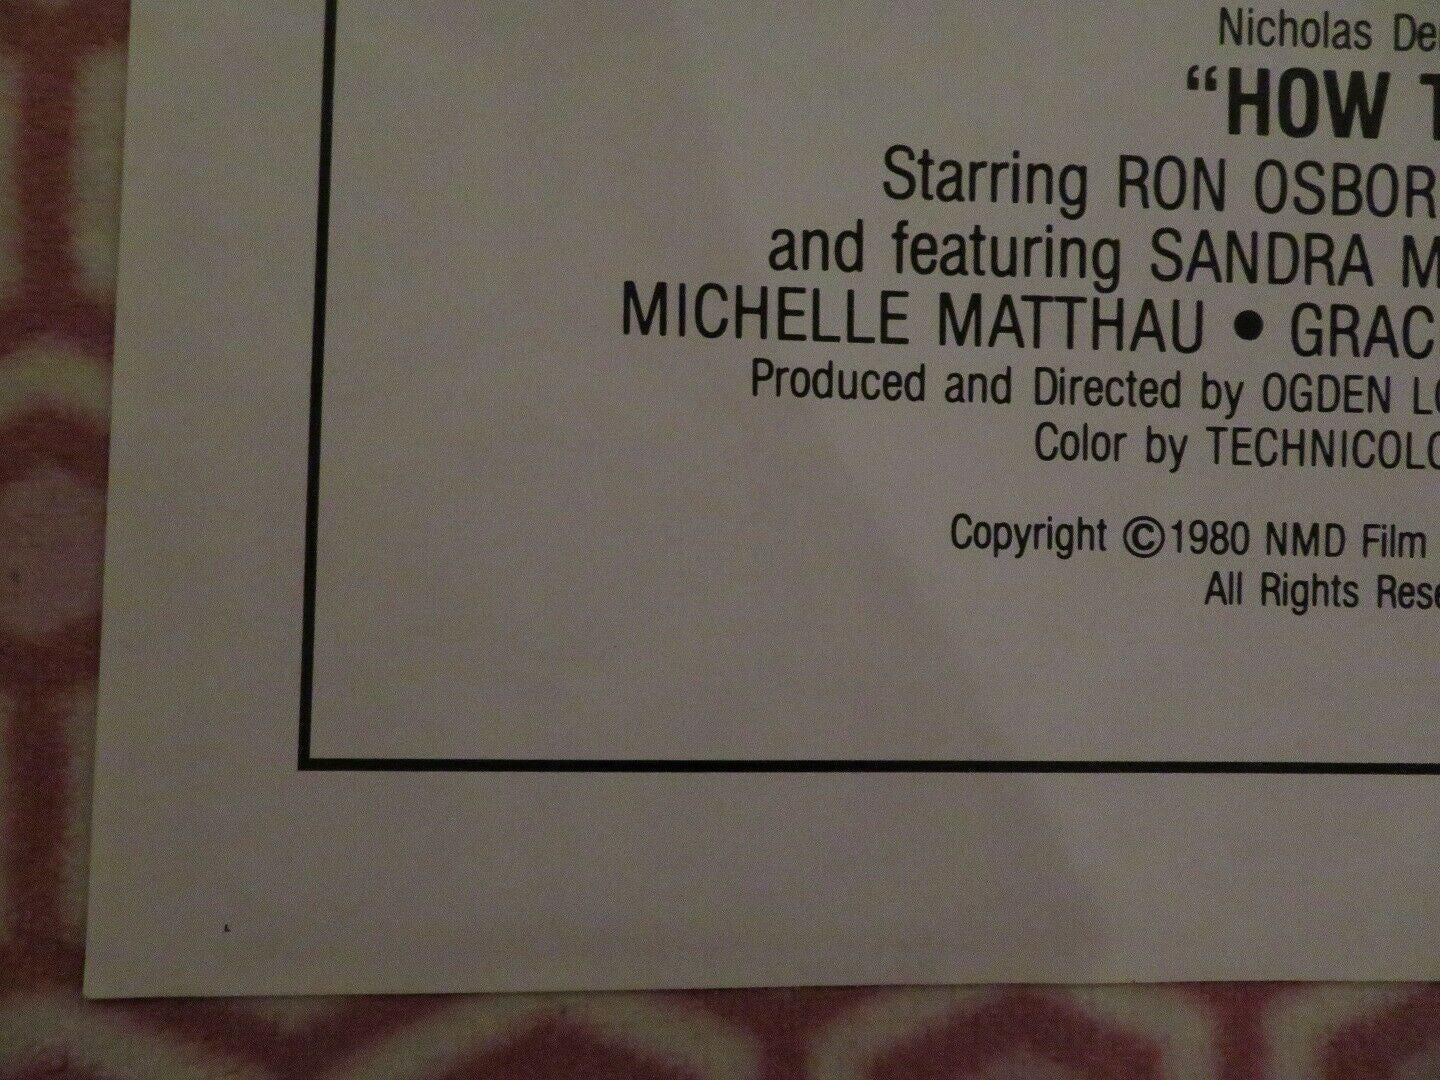 Nicholas De
"HOW T
Starring RON OSBOR
and featuring SANDRA M
MICHELLE MATTHAU • GRAC
Produced and Directed by OGDEN LO
Color by TECHNICOLO
Copyright ©1980 NMD Film
All Rights Rese